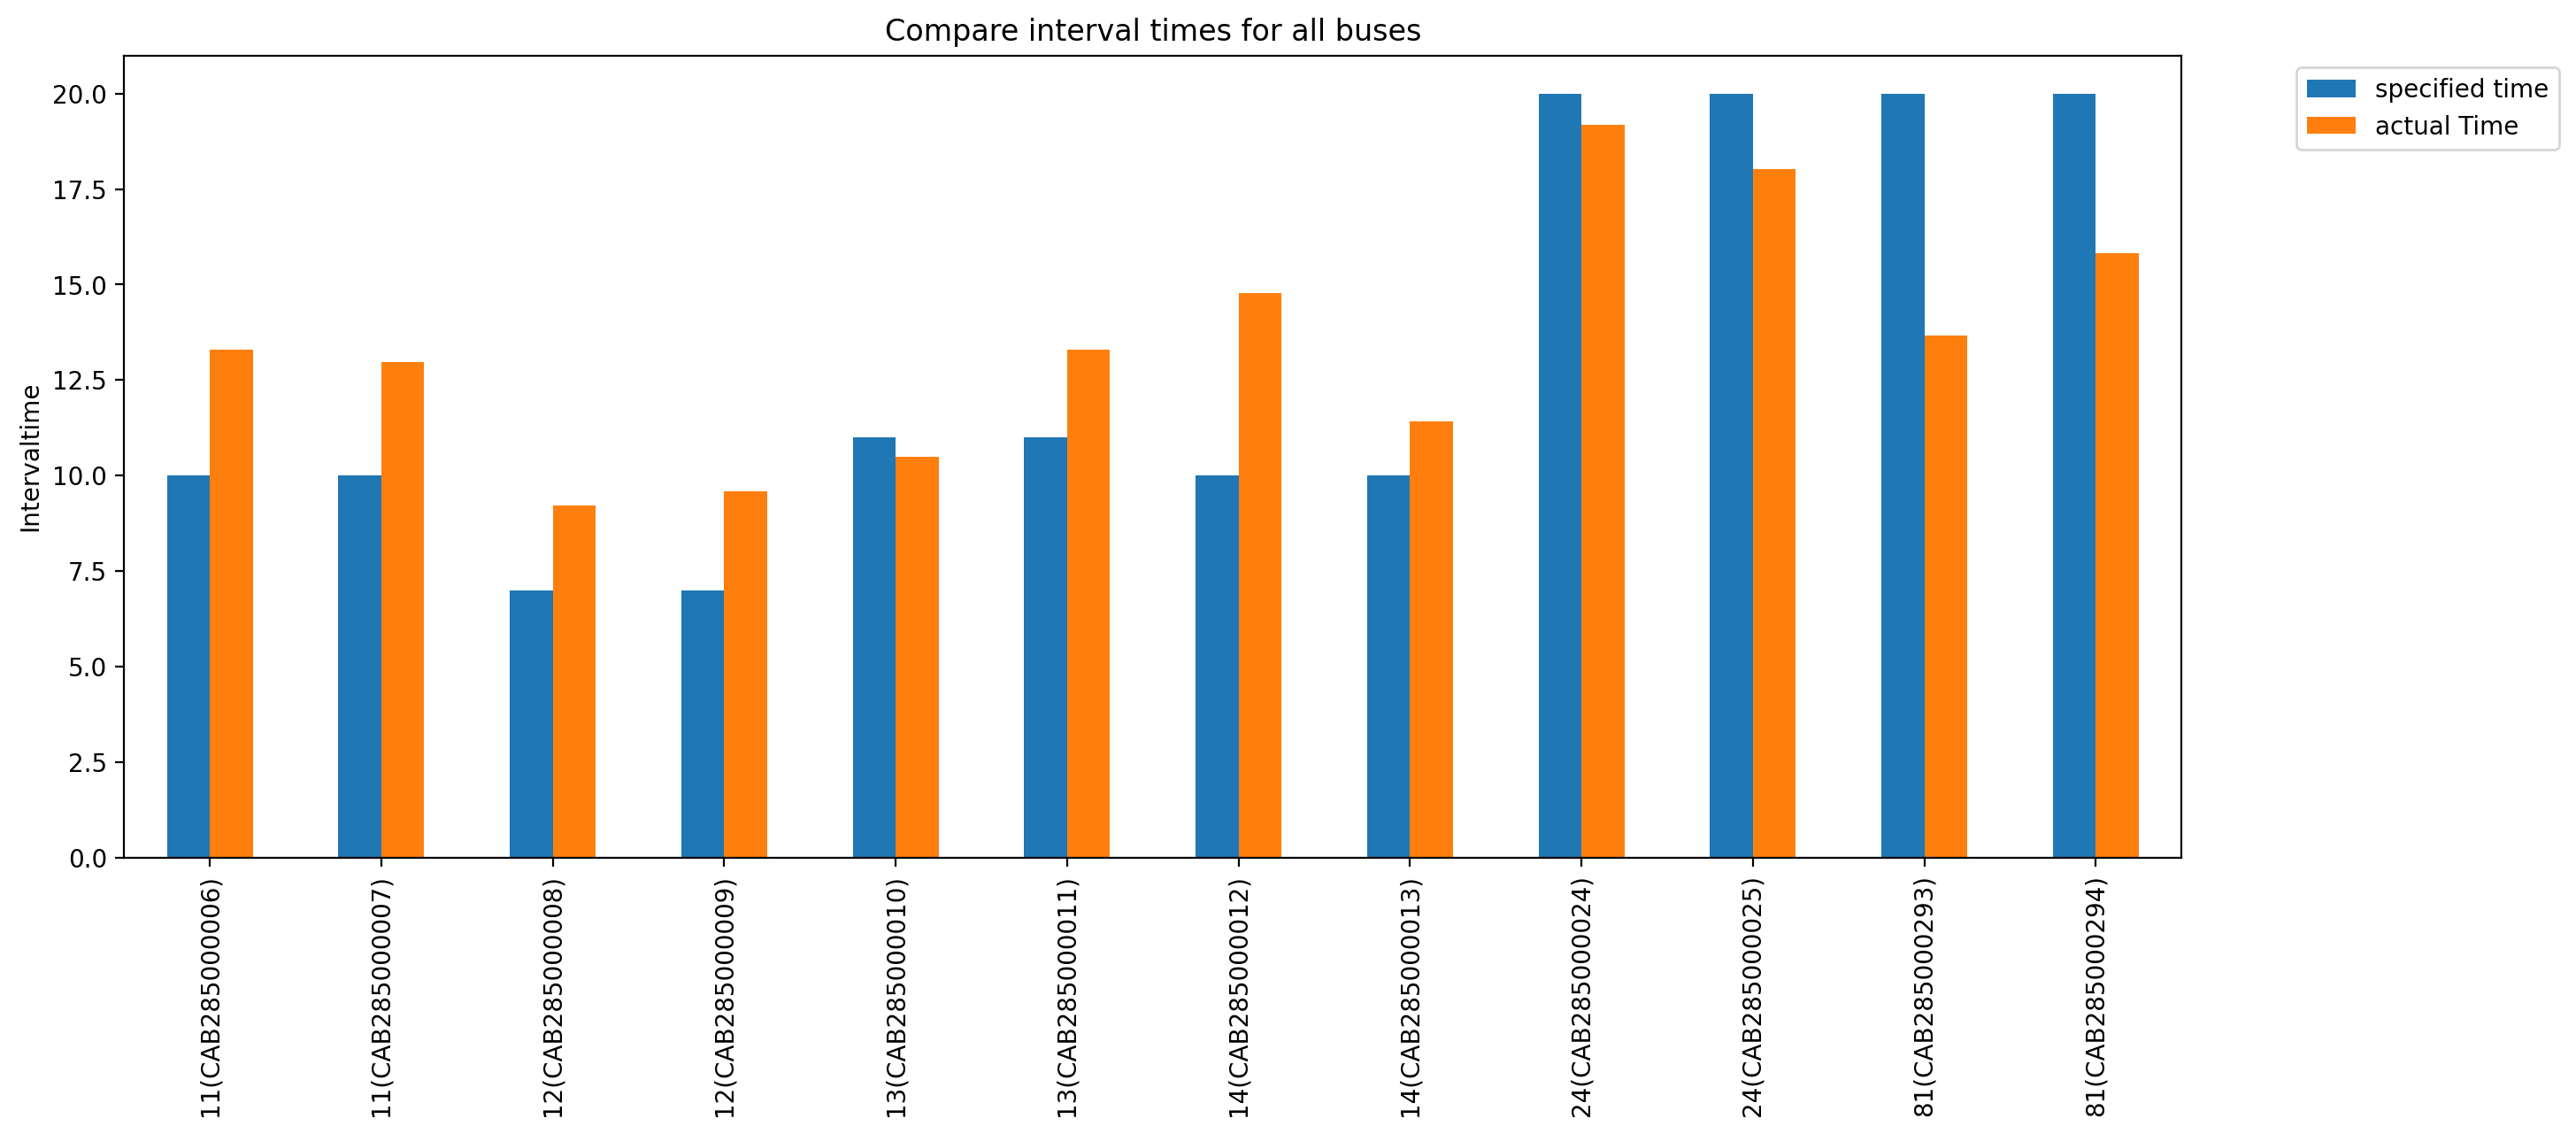 Compare interval times for all buses
specified time
actual Time
Intervaltime
20.0
17.5
15.0
12.5
10.0
7.5
5.0
2.5
0.0
11(CAB285000006)
11(CAB285000007)
12(CAB285000008)
12(CAB285000009)
13(CAB285000010)
13(CAB285000011)
14(CAB285000012)
14(CAB285000013)
24(CAB285000024)
24(CAB285000025)
81(CAB285000293)
81(CAB285000294)